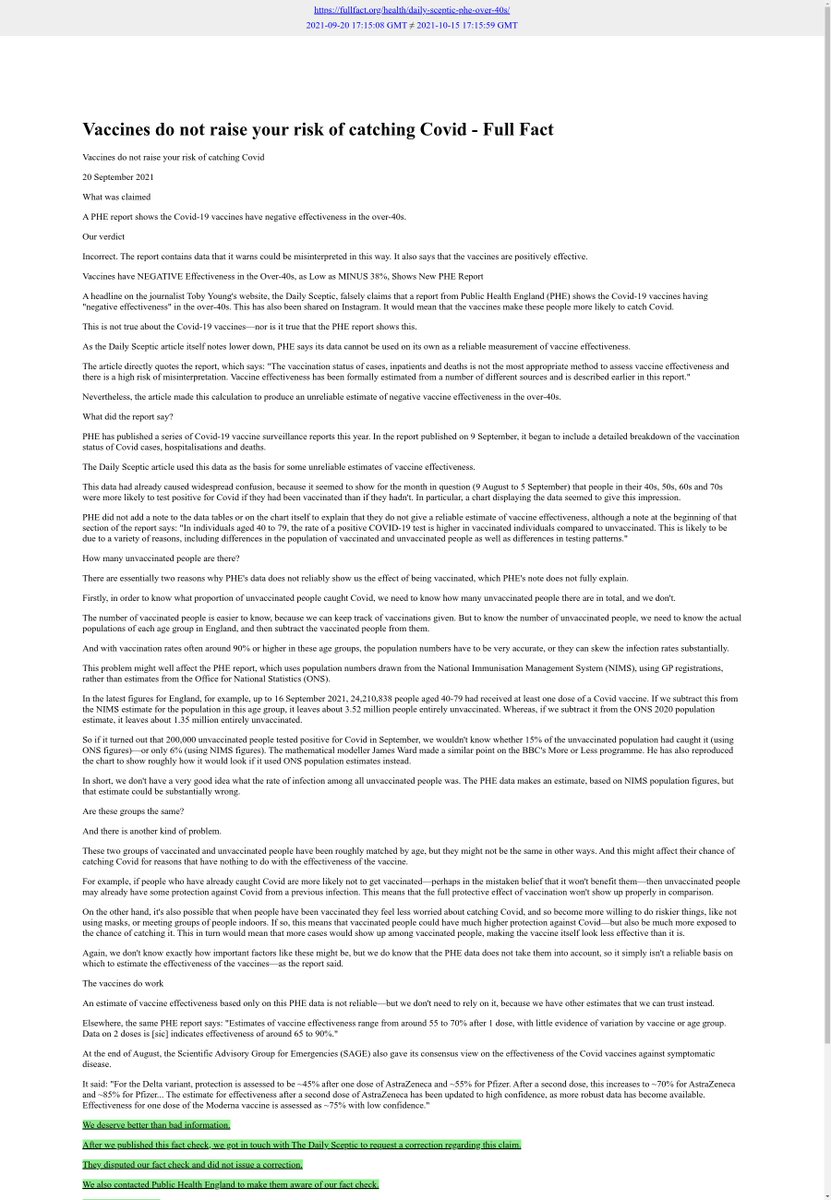 https://fullfact.org/health/daily-sceptic-phe-over-40s/
2021-09-20 17:15:08 GMT ≠ 2021-10-15 17:15:59 GMT
Vaccines do not raise your risk of catching Covid - Full Fact
Vaccines do not raise your risk of catching Covid
20 September 2021
What was claimed
A PHE report shows the Covid-19 vaccines have negative effectiveness in the over-40s.
Our verdict
Incorrect. The report contains data that it warns could be misinterpreted in this way. It also says that the vaccines are positively effective.
Vaccines have NEGATIVE Effectiveness in the Over-40s, as Low as MINUS 38%, Shows New PHE Report
A headline on the journalist Toby Young's website, the Daily Sceptic, falsely claims that a report from Public Health England (PHE) shows the Covid-19 vaccines having
"negative effectiveness" in the over-40s. This has also been shared on Instagram. It would mean that the vaccines make these people more likely to catch Covid.
This is not true about the Covid-19 vaccines—nor is it true that the PHE report shows this.
As the Daily Sceptic article itself notes lower down, PHE says its data cannot be used on its own as a reliable measurement of vaccine effectiveness.
The article directly quotes the report, which says: "The vaccination status of cases, inpatients and deaths is not the most appropriate method to assess vaccine effectiveness and
there is a high risk of misinterpretation. Vaccine effectiveness has been formally estimated from a number of different sources and is described earlier in this report."
Nevertheless, the article made this calculation to produce an unreliable estimate of negative vaccine effectiveness in the over-40s.
What did the report say?
PHE has published a series of Covid-19 vaccine surveillance reports this year. In the report published on 9 September, it began to include a detailed breakdown of the vaccination
status of Covid cases, hospitalisations and deaths.
The Daily Sceptic article used this data as the basis for some unreliable estimates of vaccine effectiveness.
This data had already caused widespread confusion, because it seemed to show for the month in question (9 August to 5 September) that people in their 40s, 50s, 60s and 70s
were more likely to test positive for Covid if they had been vaccinated than if they hadn't. In particular, a chart displaying the data seemed to give this impression.
PHE did not add a note to the data tables or on the chart itself to explain that they do not give a reliable estimate of vaccine effectiveness, although a note at the beginning of that
section of the report says: "In individuals aged 40 to 79, the rate of a positive COVID-19 test is higher in vaccinated individuals compared to unvaccinated. This is likely to be
due to a variety of reasons, including differences in the population of vaccinated and unvaccinated people as well as differences in testing patterns."
How many unvaccinated people are there?
There are essentially two reasons why PHE's data does not reliably show us the effect of being vaccinated, which PHE's note does not fully explain.
Firstly, in order to know what proportion of unvaccinated people caught Covid, we need to know how many unvaccinated people there are in total, and we don't.
The number of vaccinated people is easier to know, because we can keep track of vaccinations given. But to know the number of unvaccinated people, we need to know the actual
populations of each age group in England, and then subtract the vaccinated people from them.
And with vaccination rates often around 90% or higher in these age groups, the population numbers have to be very accurate, or they can skew the infection rates substantially.
This problem might well affect the PHE report, which uses population numbers drawn from the National Immunisation Management System (NIMS), using GP registrations,
rather than estimates from the Office for National Statistics (ONS).
In the latest figures for England, for example, up to 16 September 2021, 24,210,838 people aged 40-79 had received at least one dose of a Covid vaccine. If we subtract this from
the NIMS estimate for the population in this age group, it leaves about 3.52 million people entirely unvaccinated. Whereas, if we subtract it from the ONS 2020 population
estimate, it leaves about 1.35 million entirely unvaccinated.
So if it turned out that 200,000 unvaccinated people tested positive for Covid in September, we wouldn't know whether 15% of the unvaccinated population had caught it (using
ONS figures)—or only 6% (using NIMS figures). The mathematical modeller James Ward made a similar point on the BBC's More or Less programme. He has also reproduced
the chart to show roughly how it would look if it used ONS population estimates instead.
In short, we don't have a very good idea what the rate of infection among all unvaccinated people was. The PHE data makes an estimate, based on NIMS population figures, but
that estimate could be substantially wrong.
Are these groups the same?
And there is another kind of problem.
These two groups of vaccinated and unvaccinated people have been roughly matched by age, but they might not be the same in other ways. And this might affect their chance of
catching Covid for reasons that have nothing to do with the effectiveness of the vaccine.
For example, if people who have already caught Covid are more likely not to get vaccinated—perhaps in the mistaken belief that it won't benefit them—then unvaccinated people
may already have some protection against Covid from a previous infection. This means that the full protective effect of vaccination won't show up properly in comparison.
On the other hand, it's also possible that when people have been vaccinated they feel less worried about catching Covid, and so become more willing to do riskier things, like not
using masks, or meeting groups of people indoors. If so, this means that vaccinated people could have much higher protection against Covid—but also be much more exposed to
the chance of catching it. This in turn would mean that more cases would show up among vaccinated people, making the vaccine itself look less effective than it is.
Again, we don't know exactly how important factors like these might be, but we do know that the PHE data does not take them into account, so it simply isn't a reliable basis on
which to estimate the effectiveness of the vaccines—as the report said.
The vaccines do work
An estimate of vaccine effectiveness based only on this PHE data is not reliable—but we don't need to rely on it, because we have other estimates that we can trust instead.
Elsewhere, the same PHE report says: "Estimates of vaccine effectiveness range from around 55 to 70% after 1 dose, with little evidence of variation by vaccine or age group.
Data on 2 doses is [sic] indicates effectiveness of around 65 to 90%."
At the end of August, the Scientific Advisory Group for Emergencies (SAGE) also gave its consensus view on the effectiveness of the Covid vaccines against symptomatic
disease.
It said: "For the Delta variant, protection is assessed to be ~45% after one dose of AstraZeneca and ~55% for Pfizer. After a second dose, this increases to ~70% for AstraZeneca
and ~85% for Pfizer... The estimate for effectiveness after a second dose of AstraZeneca has been updated to high confidence, as more robust data has become available.
Effectiveness for one dose of the Moderna vaccine is assessed as ~75% with low confidence."
We deserve better than bad information.
After we published this fact check, we got in touch with The Daily Sceptic to request a correction regarding this claim.
They disputed our fact check and did not issue a correction.
We also contacted Public Health England to make them aware of our fact check.